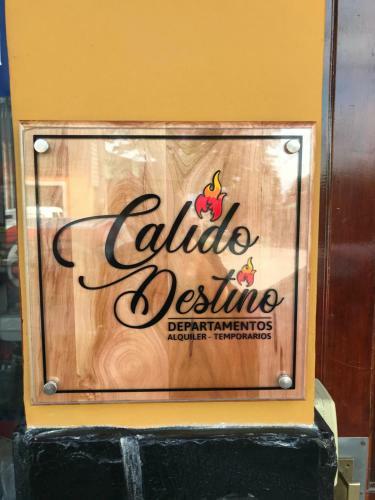 Calido
Destino
DEPARTAMENTOS
ALQUILER - TEMPORARIOS